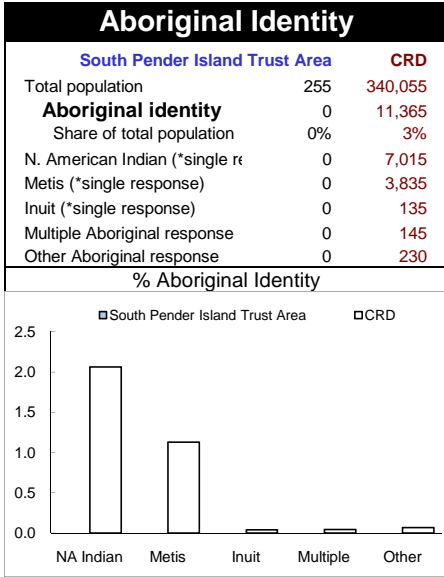 Aboriginal Identity
South Pender Island Trust Area CRD
Total population 255 340,055
Aboriginal identity 0 11,365
Share of total population 0% 3%
N. American Indian (*single re 0 7,015
Metis (*single response) 0 3,835
Inuit (*single response) 0 135
Multiple Aboriginal response 0 145
Other Aboriginal response 0 230
% Aboriginal Identity
South Pender Island Trust Area CRD
2.5
2.0
1.5
1.0
0.5
0.0
NA Indian Metis Inuit Multiple Other